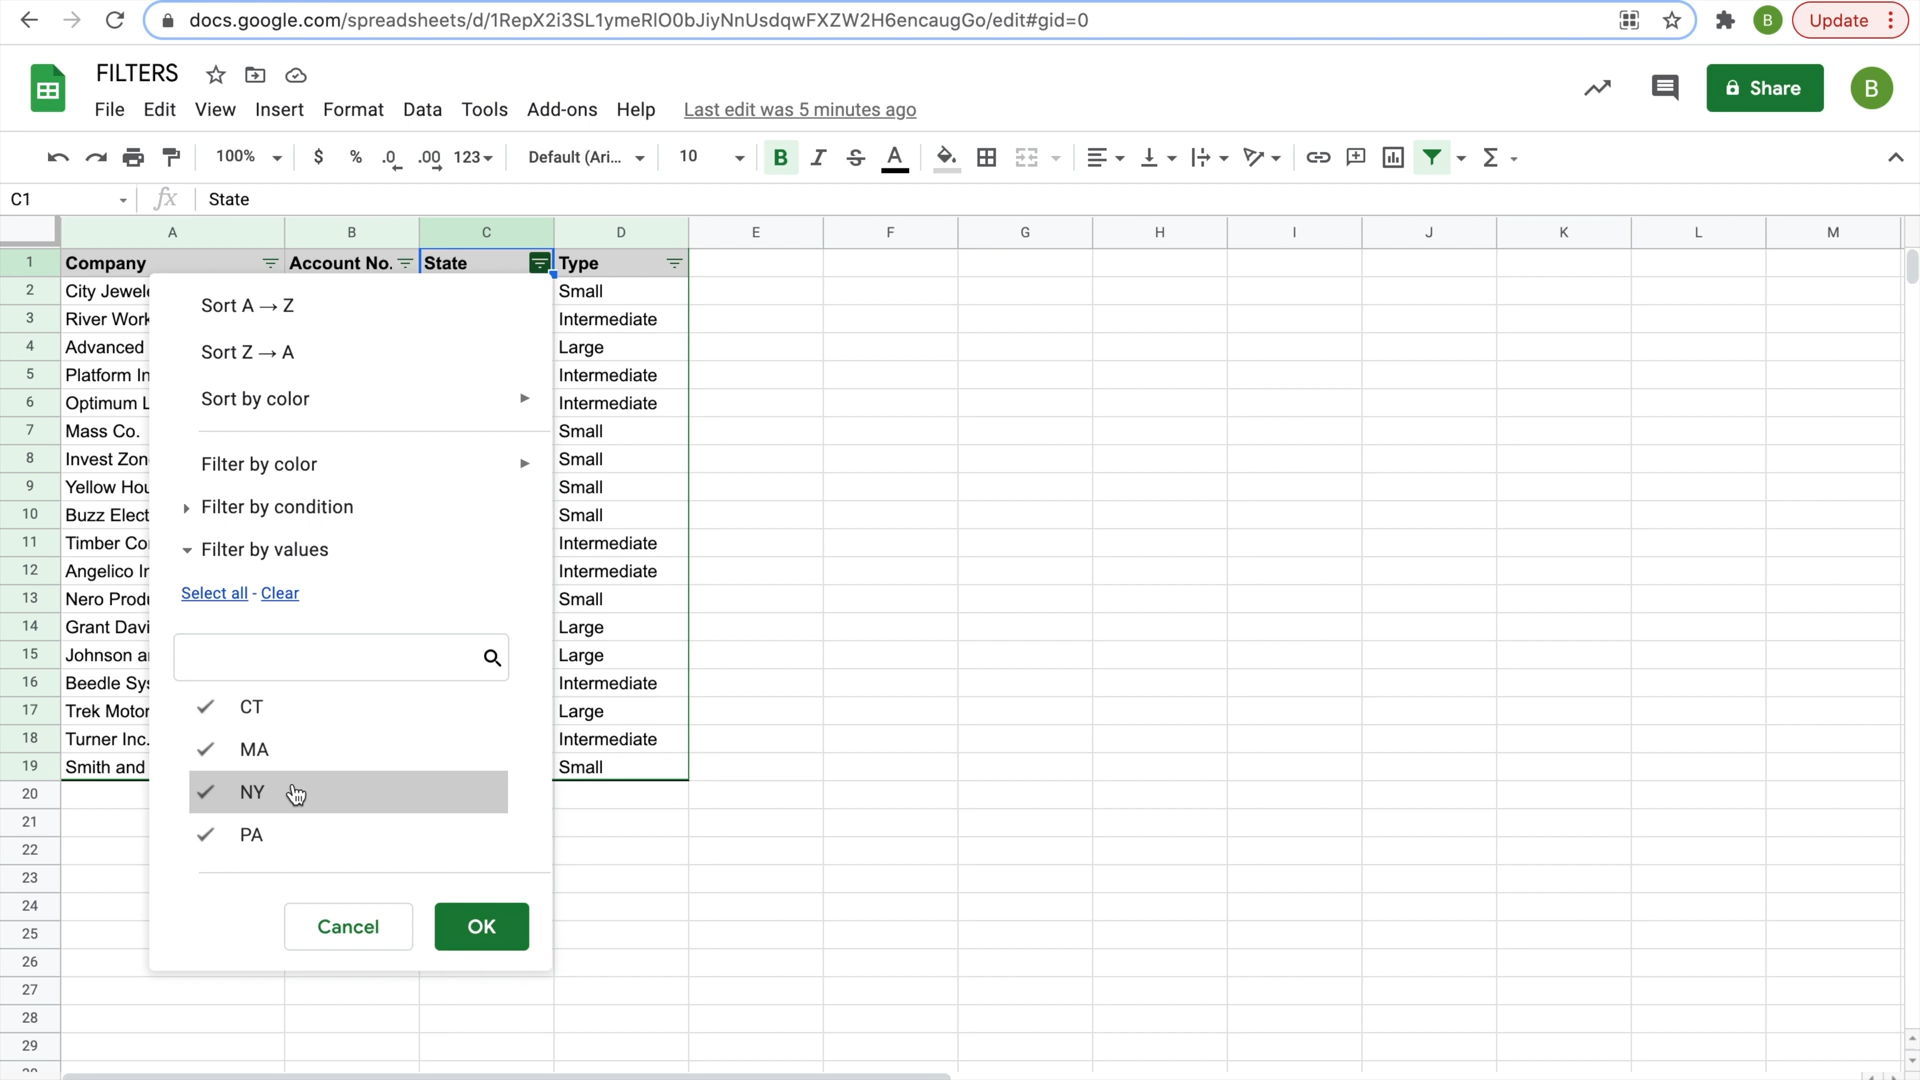 docs.google.com/spreadsheets/d/1RepX2i3SL1ymeRlO0bJiyNnUsdqwFXZW2H6encaugGo/edit#gid=0
B
Update
FILTERS
File Edit View Insert Format Data Tools Add-ons Help Last edit was 5 minutes ago
Share
B
100% $ % .0 .00 123 Default (Ari... 10 B I S A Σ
C1 fx State
A B C D E F G H I J K L M
1 Company Account No. State Type
2 City Jewel Small
3 River Work Intermediate
4 Advanced Large
5 Platform In Intermediate
6 Optimum L Intermediate
7 Mass Co. Small
8 Invest Zon Small
9 Yellow Hou Small
10 Buzz Elect Small
11 Timber Co Intermediate
12 Angelico In Intermediate
13 Nero Prod Small
14 Grant Davi Large
15 Johnson a Large
16 Beedle Sys Intermediate
17 Trek Motor Large
18 Turner Inc. Intermediate
19 Smith and Small
20
21
22
23
24
25
26
27
28
29
Sort A → Z
Sort Z → A
Sort by color
Filter by color
Filter by condition
Filter by values
Select all - Clear
CT
MA
NY
PA
Cancel OK